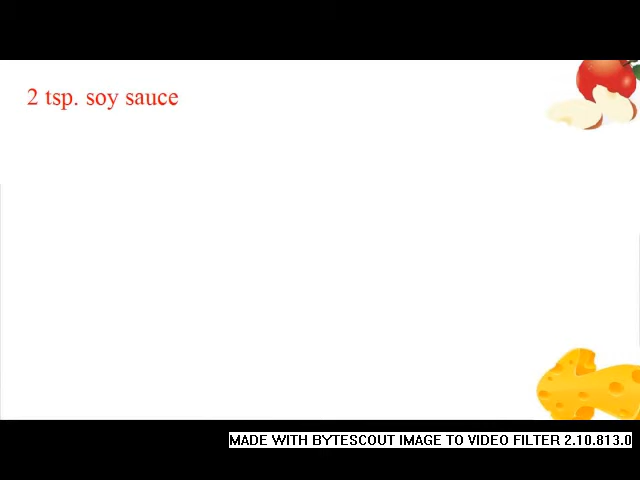 2 tsp. soy sauce
MADE WITH BYTESCOUT IMAGE TO VIDEO FILTER 2.10.813.0